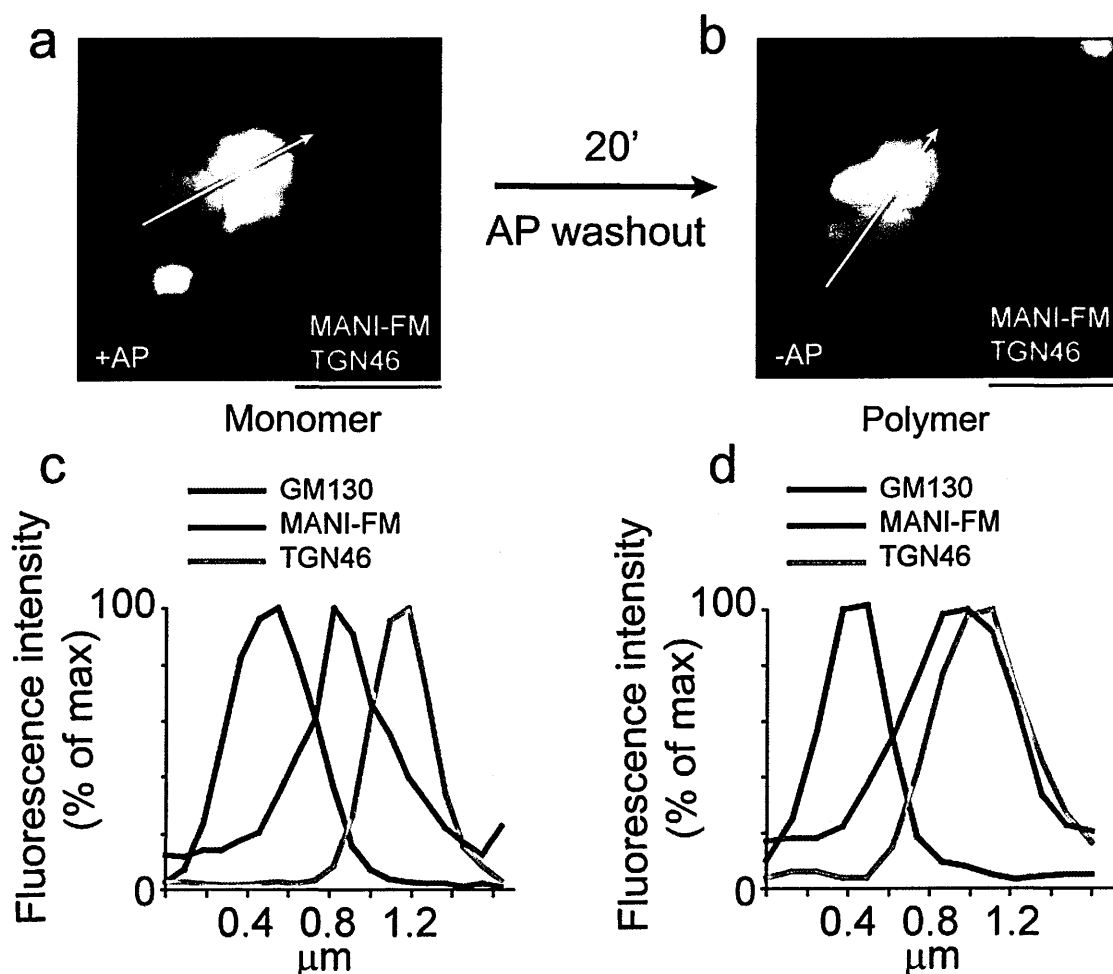 a
b
+AP
MANI-FM
TGN46
20'
AP washout
-AP
MANI-FM
TGN46
Monomer
Polymer
c
GM130
MANI-FM
TGN46
Fluorescence intensity
(% of max)
100
0
0.4 0.8 1.2
μm
d
GM130
MANI-FM
TGN46
Fluorescence intensity
(% of max)
100
0
0.4 0.8 1.2
μm